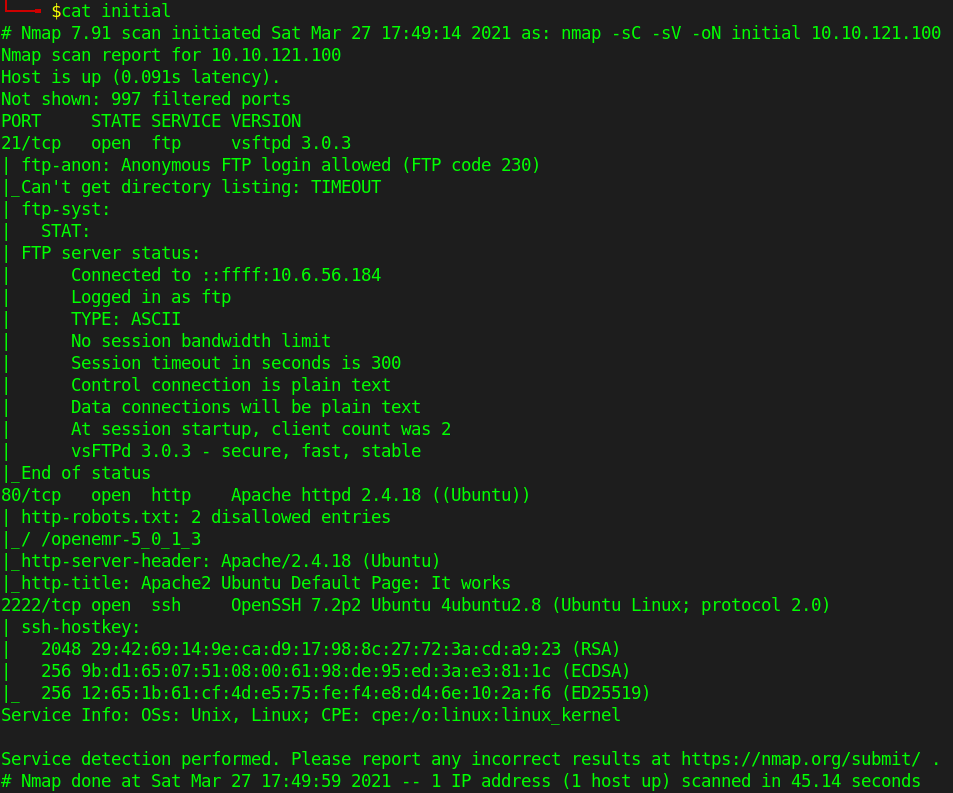 $cat initial
# Nmap 7.91 scan initiated Sat Mar 27 17:49:14 2021 as: nmap -sC -sV -oN initial 10.10.121.100
Nmap scan report for 10.10.121.100
Host is up (0.091s latency).
Not shown: 997 filtered ports
PORT     STATE SERVICE VERSION
21/tcp   open  ftp     vsftpd 3.0.3
| ftp-anon: Anonymous FTP login allowed (FTP code 230)
|_Can't get directory listing: TIMEOUT
| ftp-syst:
|   STAT:
| FTP server status:
|      Connected to ::ffff:10.6.56.184
|      Logged in as ftp
|      TYPE: ASCII
|      No session bandwidth limit
|      Session timeout in seconds is 300
|      Control connection is plain text
|      Data connections will be plain text
|      At session startup, client count was 2
|      vsFTPd 3.0.3 - secure, fast, stable
|_End of status
80/tcp   open  http    Apache httpd 2.4.18 ((Ubuntu))
| http-robots.txt: 2 disallowed entries
|_/ /openemr-5_0_1_3
|_http-server-header: Apache/2.4.18 (Ubuntu)
|_http-title: Apache2 Ubuntu Default Page: It works
2222/tcp open  ssh     OpenSSH 7.2p2 Ubuntu 4ubuntu2.8 (Ubuntu Linux; protocol 2.0)
| ssh-hostkey:
|   2048 29:42:69:14:9e:ca:d9:17:98:8c:27:72:3a:cd:a9:23 (RSA)
|   256 9b:d1:65:07:51:08:00:61:98:de:95:ed:3a:e3:81:1c (ECDSA)
|_  256 12:65:1b:61:cf:4d:e5:75:fe:f4:e8:d4:6e:10:2a:f6 (ED25519)
Service Info: OSs: Unix, Linux; CPE: cpe:/o:linux:linux_kernel

Service detection performed. Please report any incorrect results at https://nmap.org/submit/ .
# Nmap done at Sat Mar 27 17:49:59 2021 -- 1 IP address (1 host up) scanned in 45.14 seconds